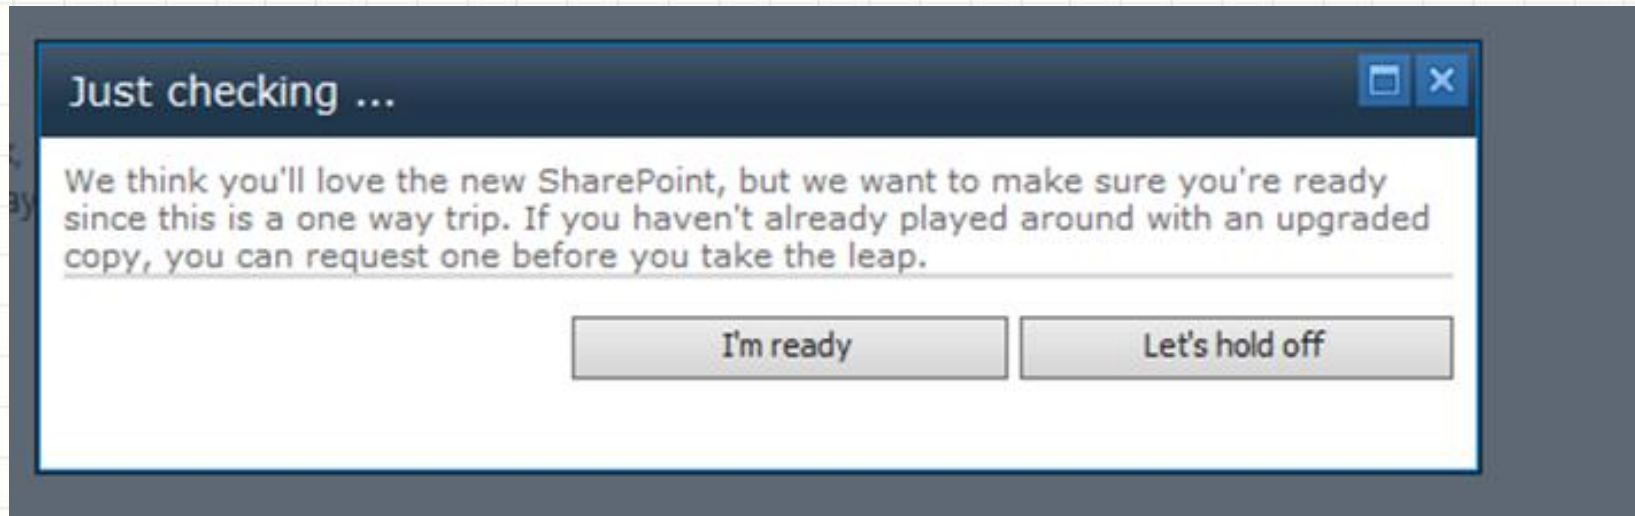 Just checking ...
We think you'll love the new SharePoint, but we want to make sure you're ready
since this is a one way trip. If you haven't already played around with an upgraded
copy, you can request one before you take the leap.
I'm ready
Let's hold off